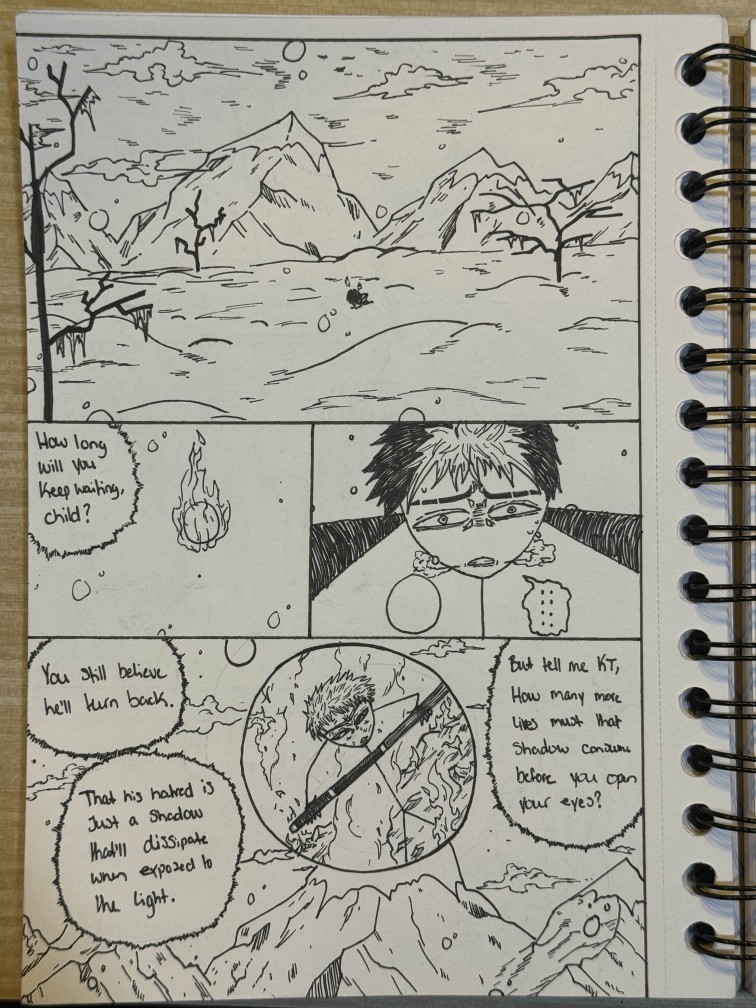 How long
will you
keep waiting,
child?
You still believe
he'll turn back.
That his hatred is
Just a shadow
that'll dissipate
when exposed to
the light.
But tell me KT,
How many more
lives must that
Shadow consume
before you open
your eyes?